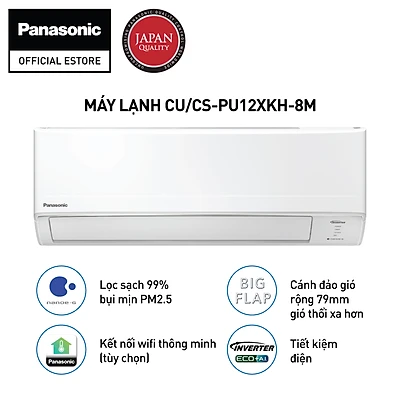 Panasonic
OFFICIAL ESTORE
JAPAN
QUALITY
MÁY LẠNH CU/CS-PU12XKH-8M
Panasonic
INVERTER
nanoe-G
Lọc sạch 99%
bụi mịn PM2.5
BIG
FLAP
Cánh đảo gió
rộng 79mm
gió thổi xa hơn
Kết nối wifi thông minh
(tùy chọn)
INVERTER
ECO+A.I.
Tiết kiệm
điện